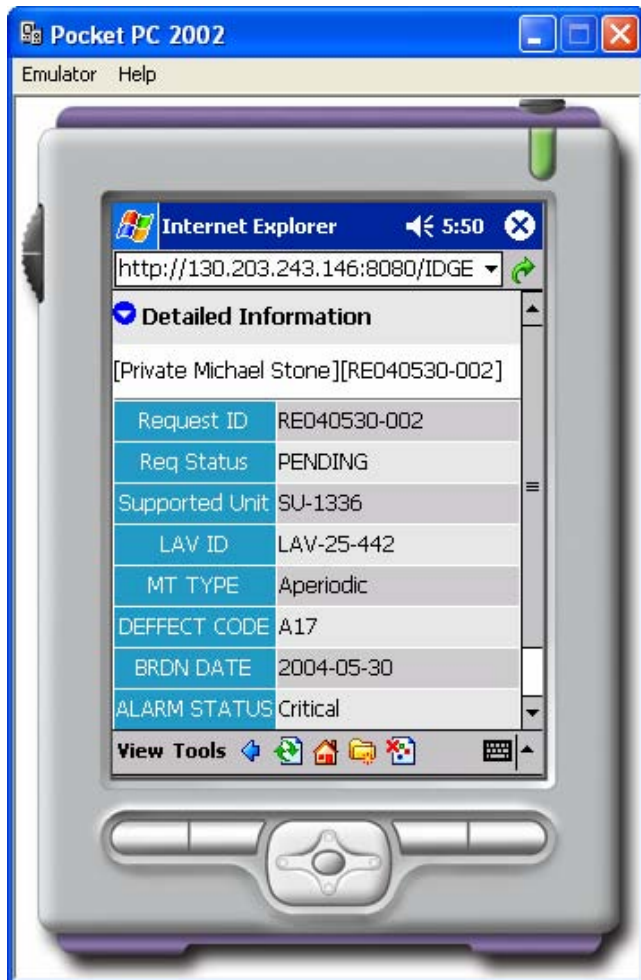 Pocket PC 2002
Emulator Help
Internet Explorer 5:50
http://130.203.243.146:8080/IDGE
Detailed Information
[Private Michael Stone][RE040530-002]
Request ID RE040530-002
Req Status PENDING
Supported Unit SU-1336
LAV ID LAV-25-442
MT TYPE Aperiodic
DEFFECT CODE A17
BRDN DATE 2004-05-30
ALARM STATUS Critical
View Tools